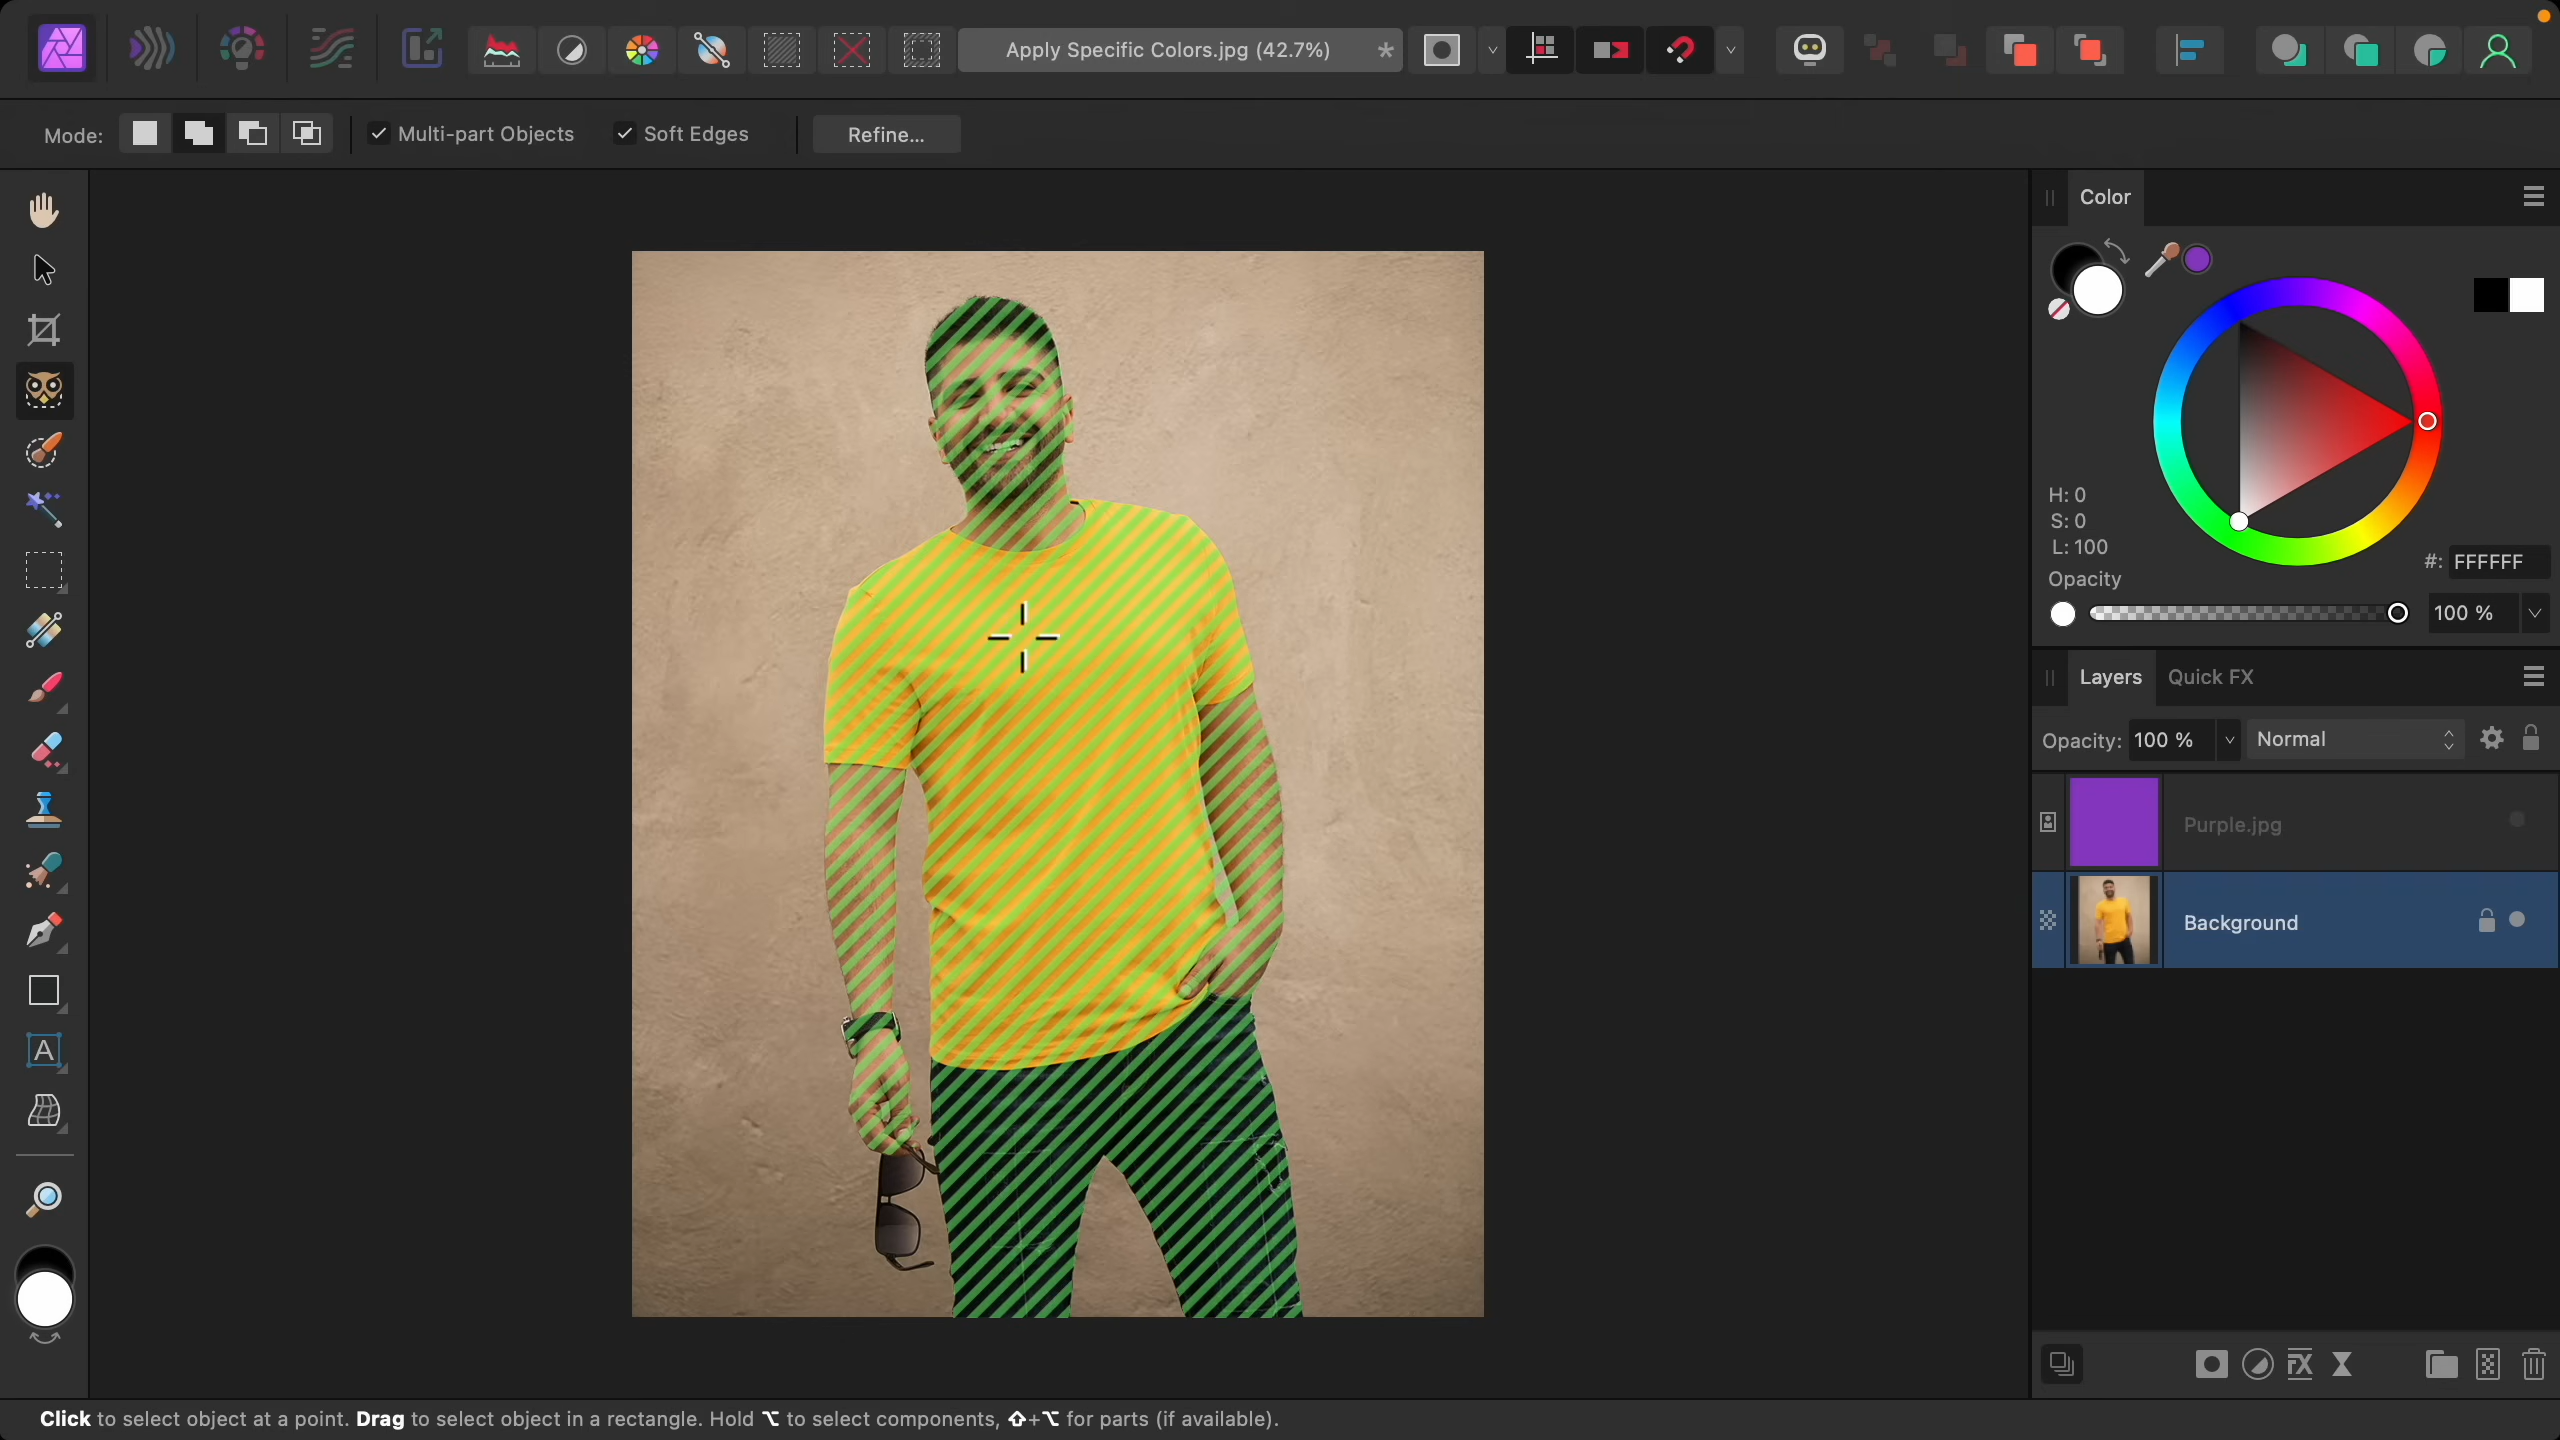 Apply Specific Colors.jpg (42.7%) *
Mode:
Multi-part Objects
Soft Edges
Refine...
Color
H: 0
S: 0
L: 100
#: FFFFFF
Opacity
100 %
Layers
Quick FX
Opacity: 100 %
Normal
Purple.jpg
Background
A
FX
Click to select object at a point. Drag to select object in a rectangle. Hold ⌥ to select components, ⇧+⌥ for parts (if available).